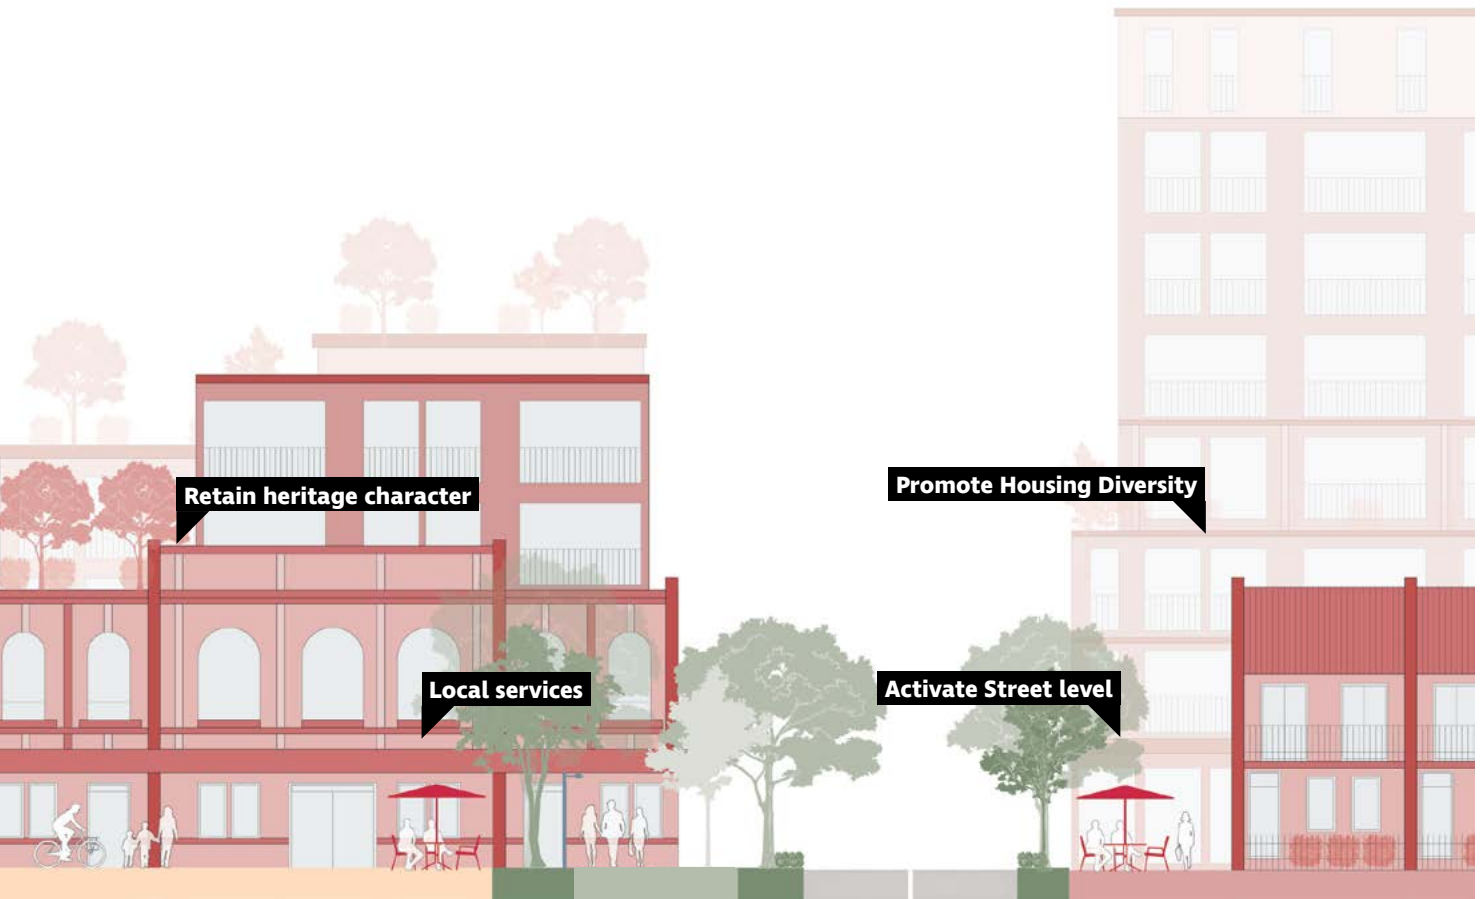 Retain heritage character
Promote Housing Diversity
Local services
Activate Street level